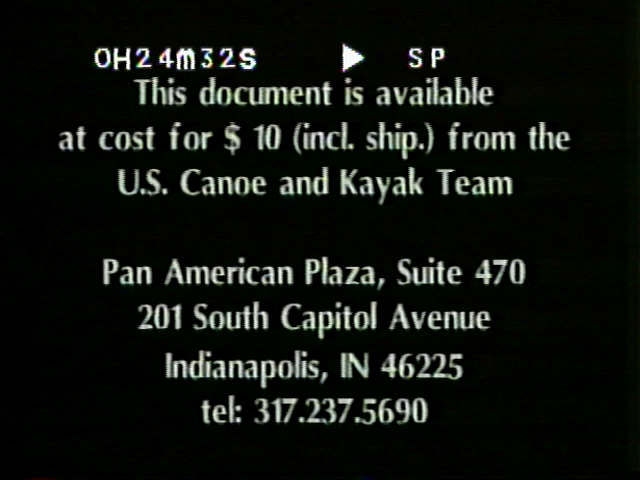 0H24m32S ▶ SP
This document is available
at cost for $ 10 (incl. ship.) from the
U.S. Canoe and Kayak Team
Pan American Plaza, Suite 470
201 South Capitol Avenue
Indianapolis, IN 46225
tel: 317.237.5690